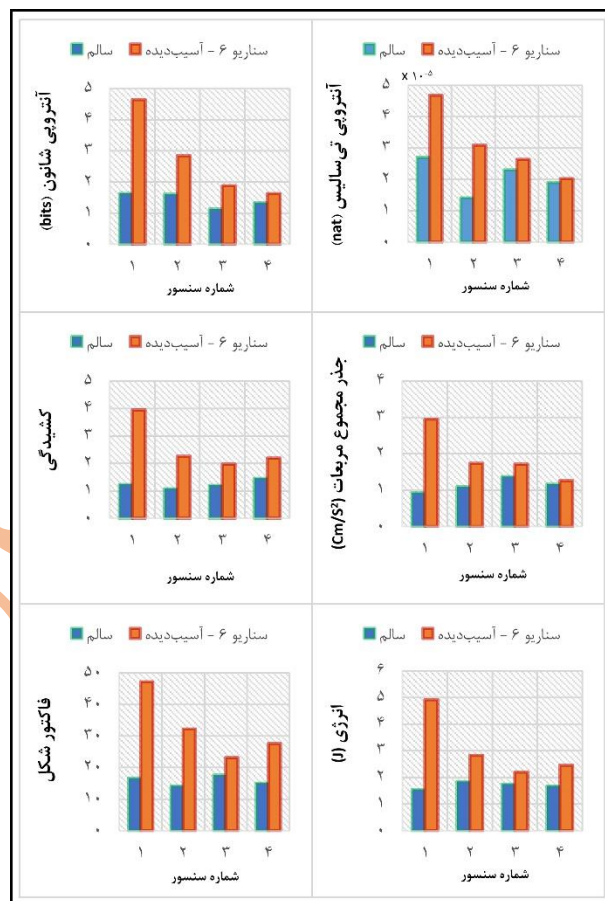 سالم سناریو ۶ - آسیب‌دیده
آنتروپی شانون (bits)
۵
۴
۳
۲
۱
۰
۱ ۲ ۳ ۴
شماره سنسور
سالم سناریو ۶ - آسیب‌دیده
آنتروپی تی‌سالیس (nat)
x ۱۰⁻۵
۵
۴
۳
۲
۱
۰
۱ ۲ ۳ ۴
شماره سنسور
سالم سناریو ۶ - آسیب‌دیده
کشیدگی
۵
۴
۳
۲
۱
۰
۱ ۲ ۳ ۴
شماره سنسور
سالم سناریو ۶ - آسیب‌دیده
جذر مجموع مربعات (Cm/S²)
۴
۳
۲
۱
۰
۱ ۲ ۳ ۴
شماره سنسور
سالم سناریو ۶ - آسیب‌دیده
فاکتور شکل
۵۰
۴۰
۳۰
۲۰
۱۰
۰
۱ ۲ ۳ ۴
شماره سنسور
سالم سناریو ۶ - آسیب‌دیده
انرژی (J)
۶
۵
۴
۳
۲
۱
۰
۱ ۲ ۳ ۴
شماره سنسور